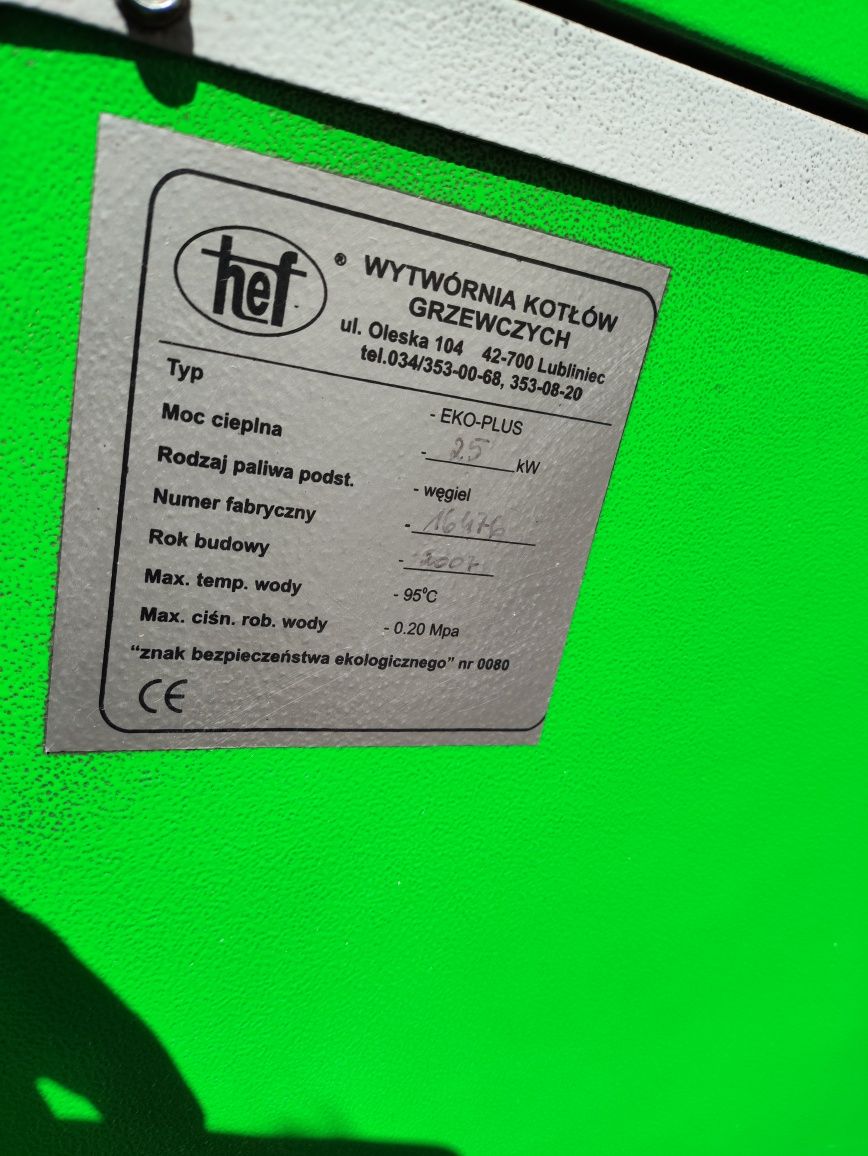 hef ® WYTWÓRNIA KOTŁÓW
GRZEWCZYCH
ul. Oleska 104 42-700 Lubliniec
tel.034/353-00-68, 353-08-20
Typ - EKO-PLUS
Moc cieplna - 25 kW
Rodzaj paliwa podst. - węgiel
Numer fabryczny -
Rok budowy - 2007
Max. temp. wody - 95°C
Max. ciśn. rob. wody - 0.20 Mpa
“znak bezpieczeństwa ekologicznego” nr 0080
CE